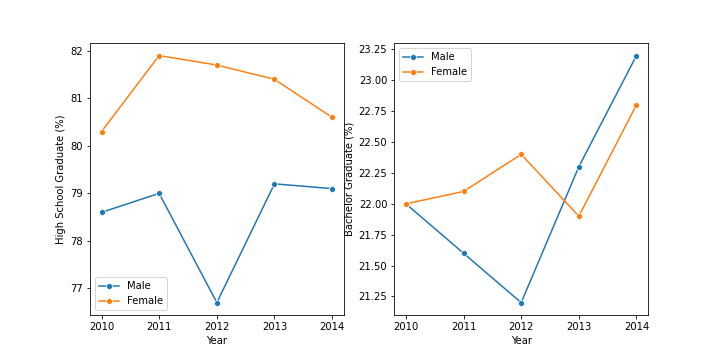 High School Graduate (%)
82
81
80
79
78
77
Male
Female
2010 2011 2012 2013 2014
Year
Bachelor Graduate (%)
23.25
23.00
22.75
22.50
22.25
22.00
21.75
21.50
21.25
Male
Female
2010 2011 2012 2013 2014
Year